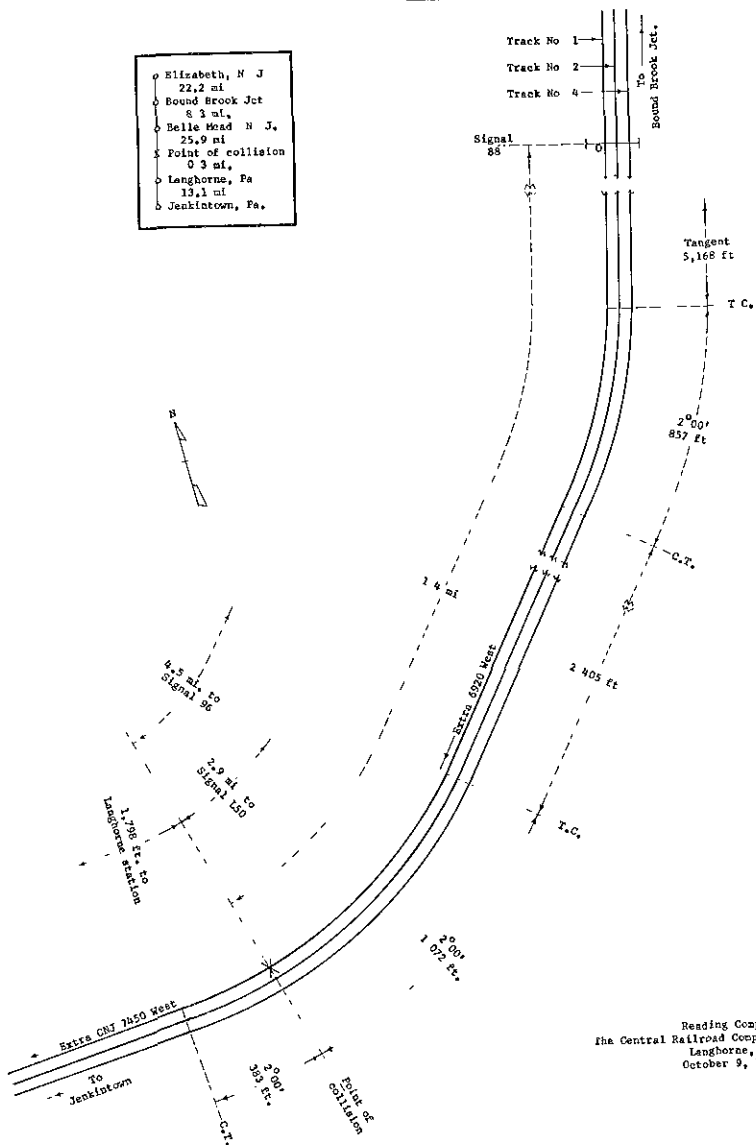 Elizabeth, N J
22.2 mi
Bound Brook Jct
8 3 mi.
Belle Mead N J.
25.9 mi
Point of collision
0 3 mi.
Langhorne, Pa
13.1 mi
Jenkintown, Pa.
Track No 1
Track No 2
Track No 4
To
Bound Brook Jct.
Signal
88
Tangent
5,168 ft
T C.
2°00'
857 ft
C.T.
N
1 4 mi
2 405 ft
Extra 6920 West
4.5 mi. to
Signal 96
2.9 mi to
Signal L50
1,798 ft. to
Langhorne station
T.C.
2°00'
1 072 ft.
Extra CNJ 7450 West
To
Jenkintown
2°00'
383 ft.
Point of
collision
C.T.
Reading Com
The Central Railroad Comp
Langhorne,
October 9,